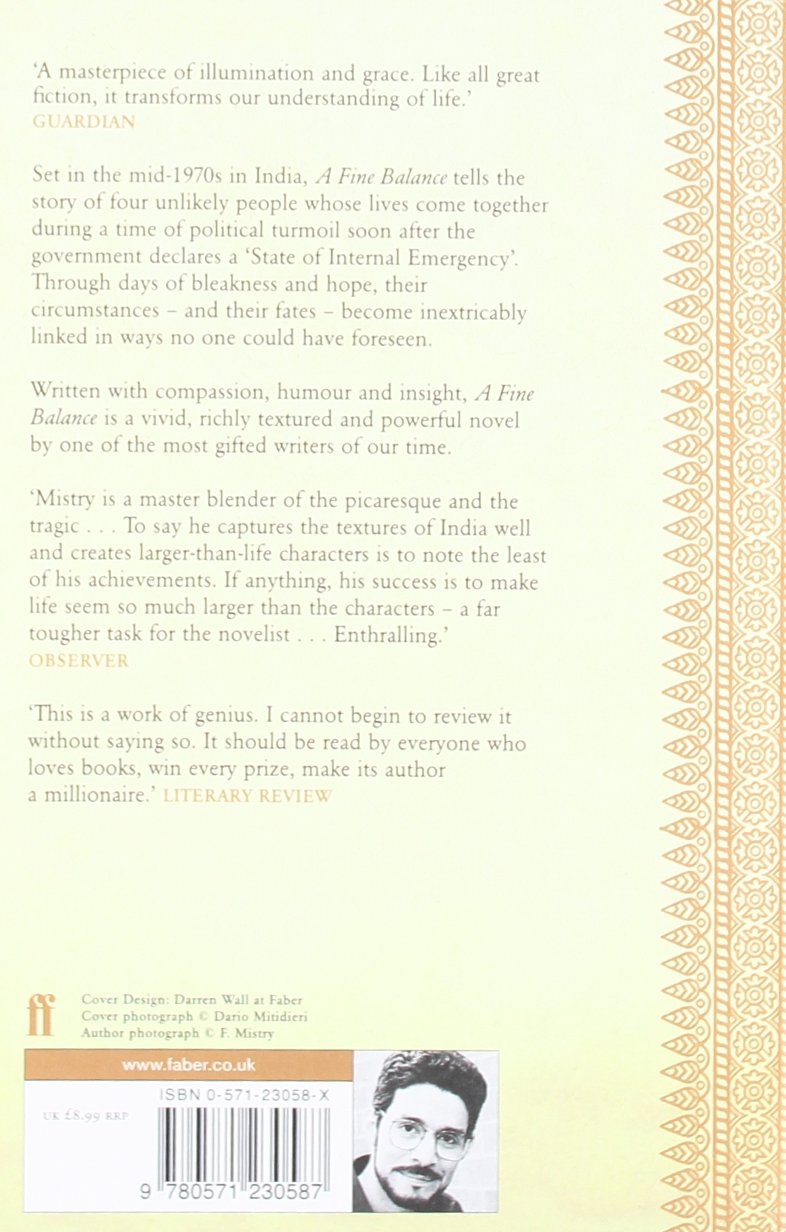 ‘A masterpiece of illumination and grace. Like all great
fiction, it transforms our understanding of life.’
GUARDIAN
Set in the mid-1970s in India, A Fine Balance tells the
story of four unlikely people whose lives come together
during a time of political turmoil soon after the
government declares a ‘State of Internal Emergency’.
Through days of bleakness and hope, their
circumstances – and their fates – become inextricably
linked in ways no one could have foreseen.
Written with compassion, humour and insight, A Fine
Balance is a vivid, richly textured and powerful novel
by one of the most gifted writers of our time.
‘Mistry is a master blender of the picaresque and the
tragic . . . To say he captures the textures of India well
and creates larger-than-life characters is to note the least
of his achievements. If anything, his success is to make
life seem so much larger than the characters – a far
tougher task for the novelist . . . Enthralling.’
OBSERVER
‘This is a work of genius. I cannot begin to review it
without saying so. It should be read by everyone who
loves books, win every prize, make its author
a millionaire.’ LITERARY REVIEW
ff
Cover Design: Darren Wall at Faber
Cover photograph © Dario Mitidieri
Author photograph © F. Mistry
www.faber.co.uk
ISBN 0-571-23058-X
UK £8.99 RRP
9 780571 230587